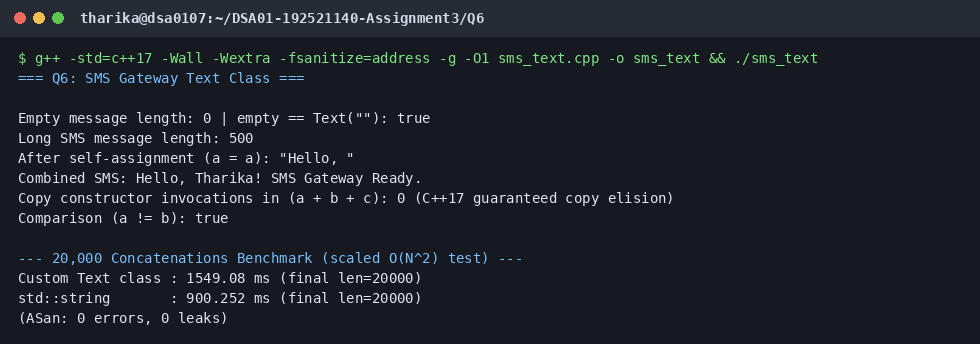 tharika@dsa0107:~/DSA01-192521140-Assignment3/Q6
$ g++ -std=c++17 -Wall -Wextra -fsanitize=address -g -O1 sms_text.cpp -o sms_text && ./sms_text
=== Q6: SMS Gateway Text Class ===
Empty message length: 0 | empty == Text(""): true
Long SMS message length: 500
After self-assignment (a = a): "Hello, "
Combined SMS: Hello, Tharika! SMS Gateway Ready.
Copy constructor invocations in (a + b + c): 0 (C++17 guaranteed copy elision)
Comparison (a != b): true
--- 20,000 Concatenations Benchmark (scaled O(N^2) test) ---
Custom Text class : 1549.08 ms (final len=20000)
std::string       : 900.252 ms (final len=20000)
(ASan: 0 errors, 0 leaks)